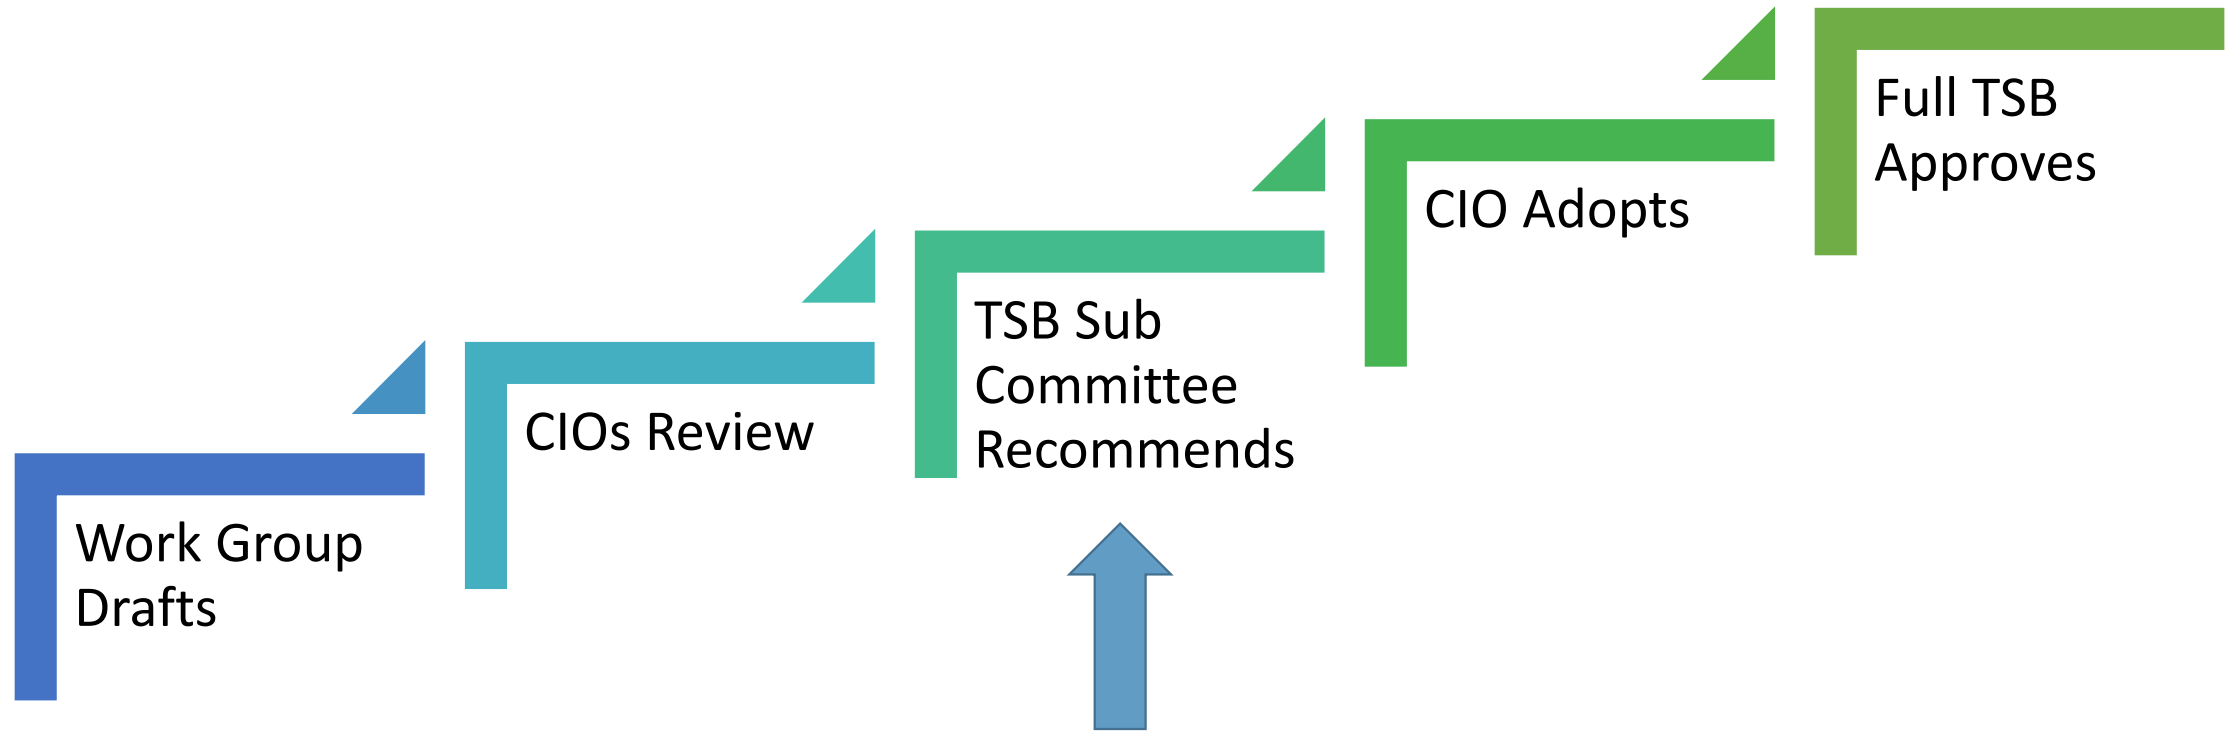 Work Group
Drafts
CIOs Review
TSB Sub
Committee
Recommends
CIO Adopts
Full TSB
Approves